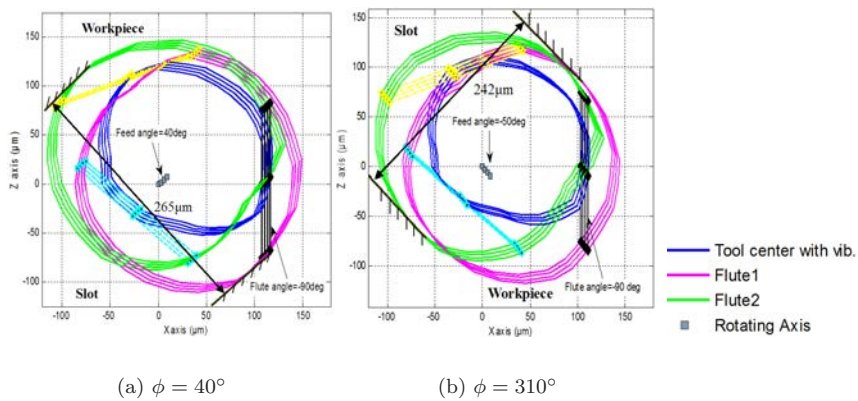 Workpiece
150
100
50
0
-50
-100
Z axis (μm)
Feed angle=40deg
265μm
Slot
Flute angle=-90deg
-100 -50 0 50 100 150
Xaxis (μm)
Slot
150
100
50
0
-50
-100
Z axis (μm)
242μm
Feed angle=-50deg
Workpiece
Flute angle=-90 deg
-100 -50 0 50 100 150
Xaxis (μm)
Tool center with vib.
Flute1
Flute2
Rotating Axis
(a) ϕ = 40°
(b) ϕ = 310°